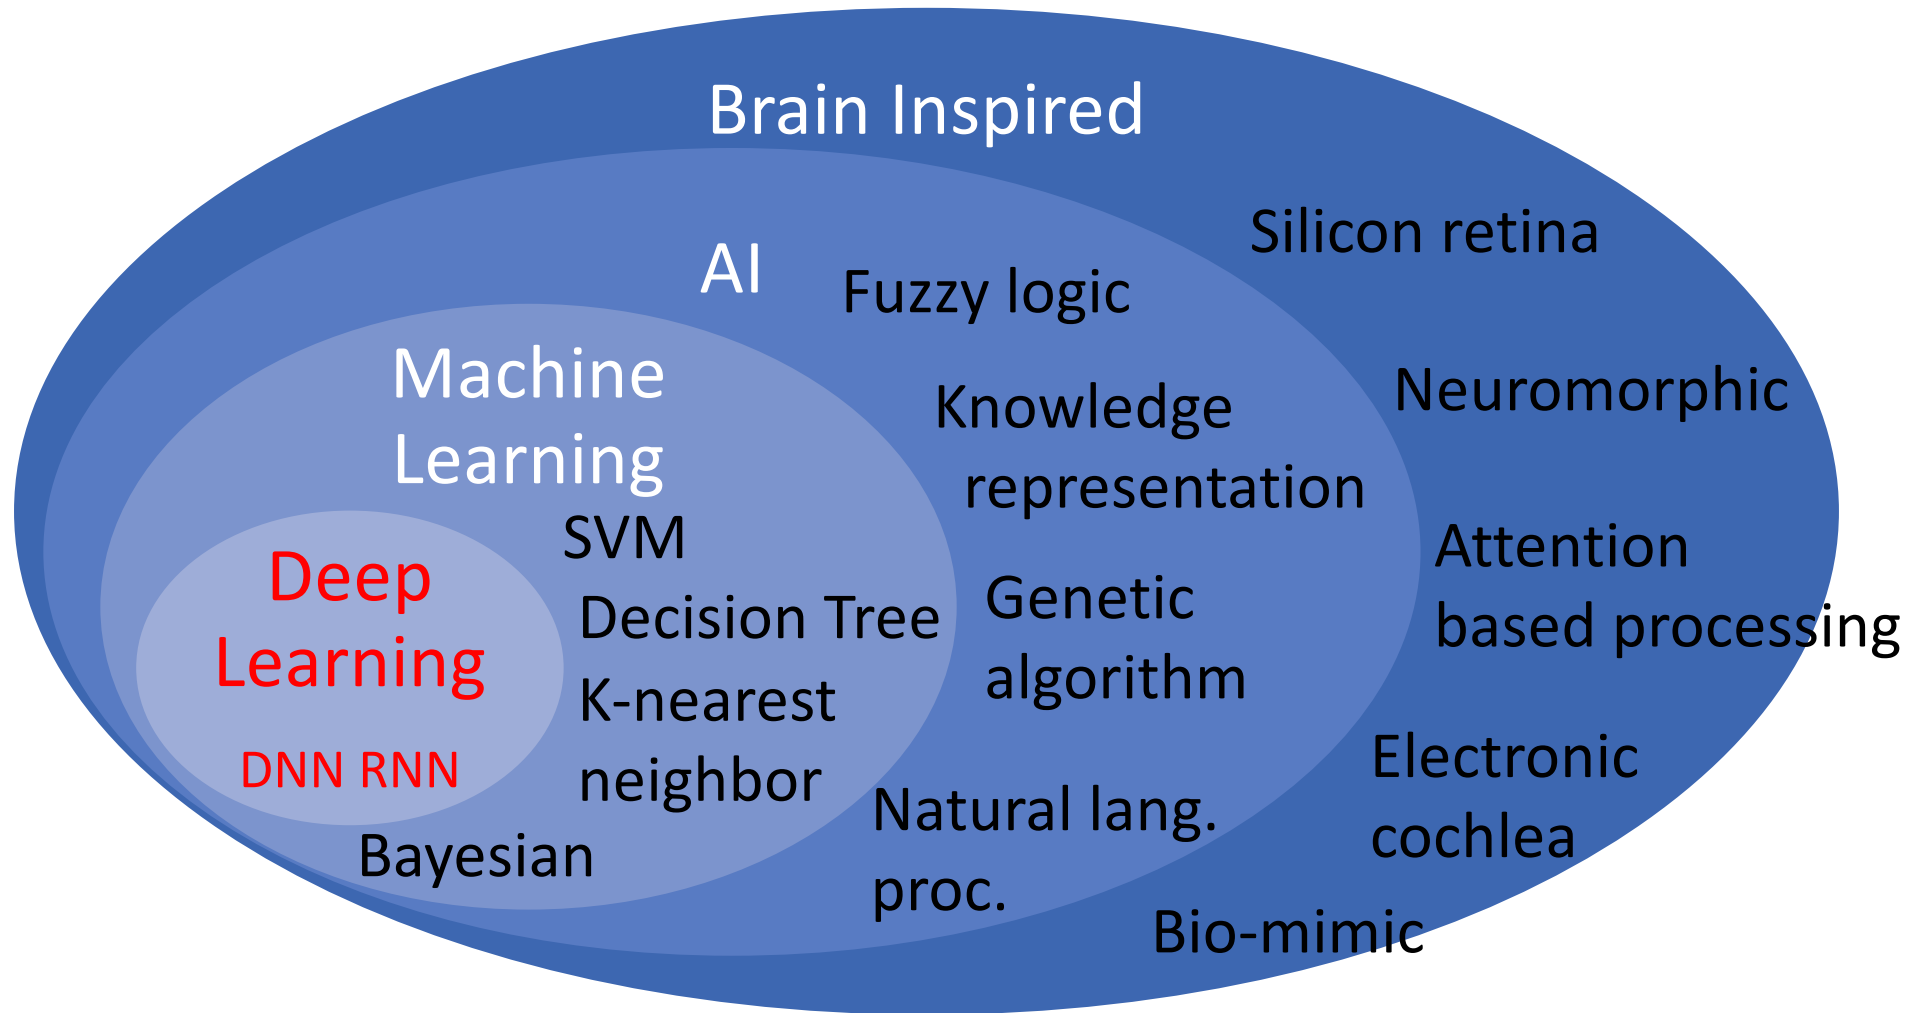 Brain Inspired
Silicon retina
AI
Fuzzy logic
Machine
Learning
Knowledge
representation
Neuromorphic
SVM
Decision Tree
K-nearest
neighbor
Deep
Learning
DNN RNN
Bayesian
Genetic
algorithm
Attention
based processing
Natural lang.
proc.
Electronic
cochlea
Bio-mimic